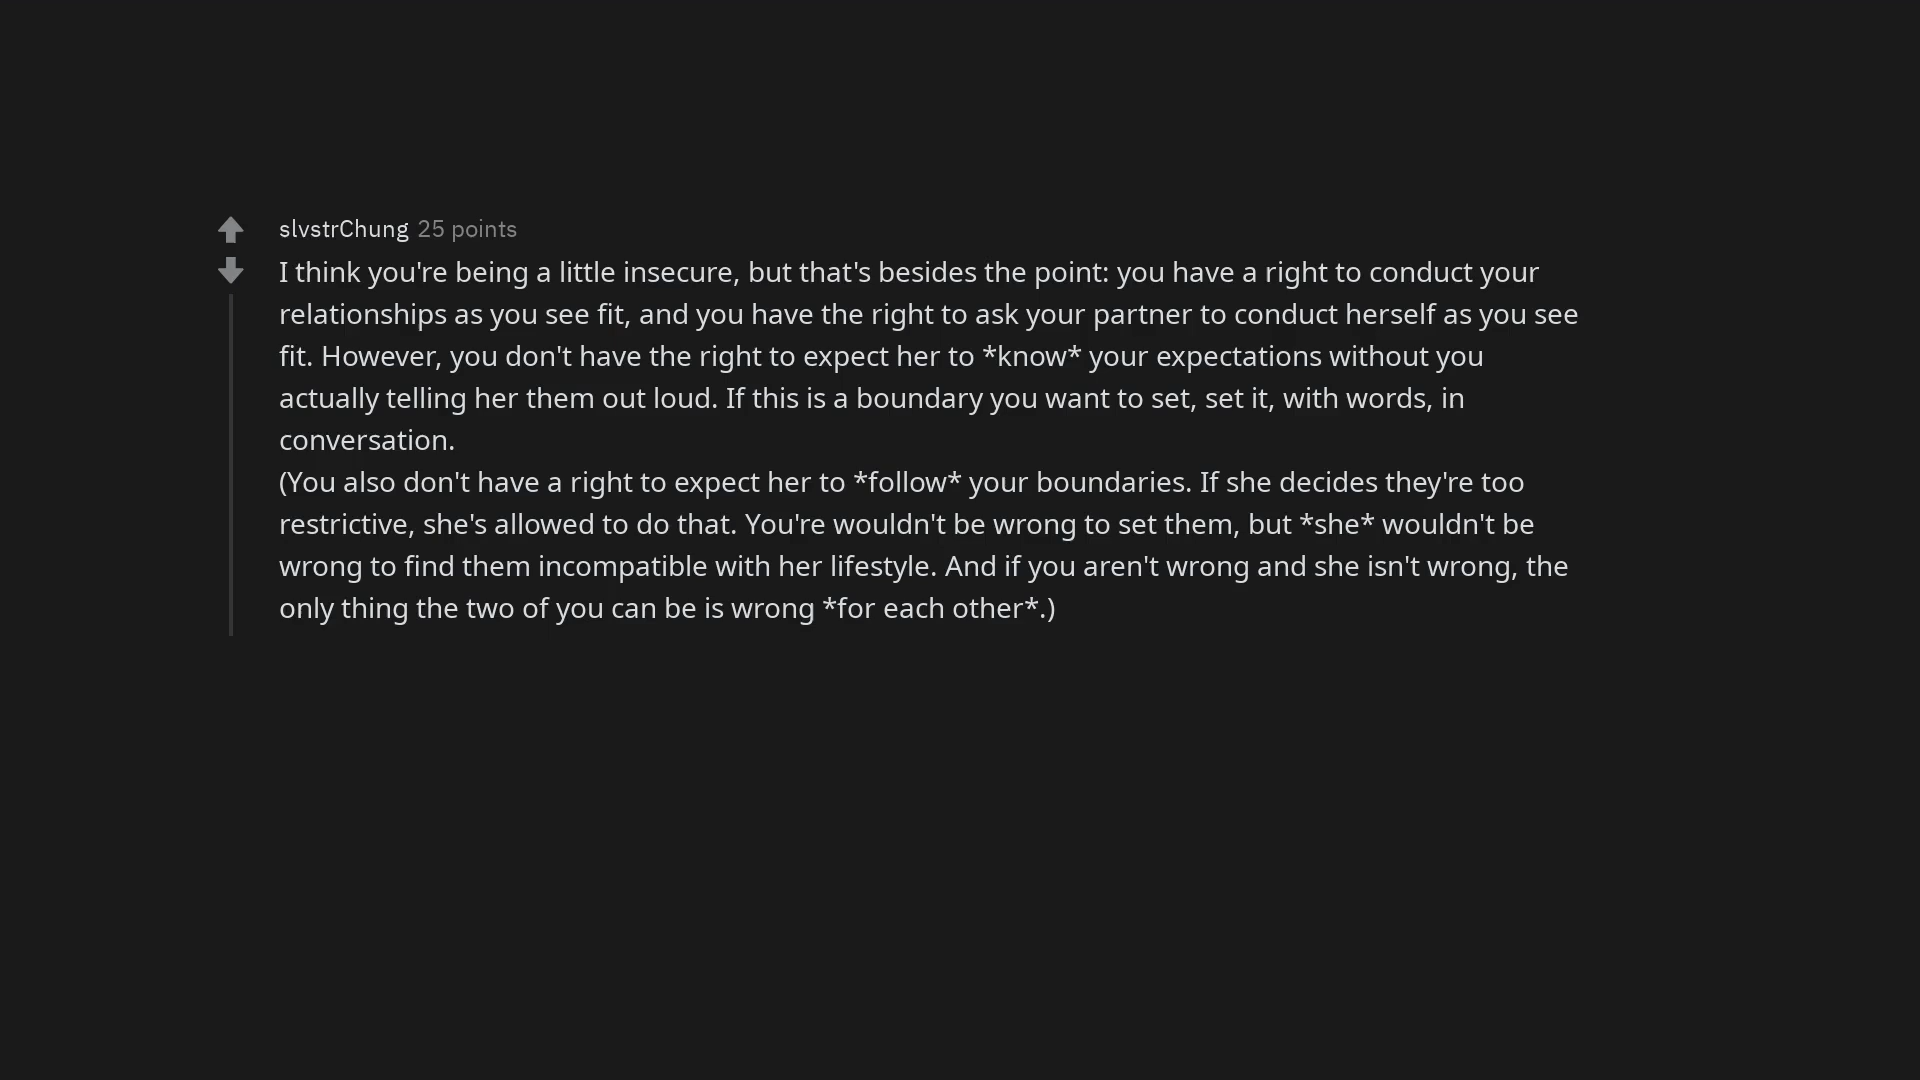 slvstrChung 25 points
I think you're being a little insecure, but that's besides the point: you have a right to conduct your
relationships as you see fit, and you have the right to ask your partner to conduct herself as you see
fit. However, you don't have the right to expect her to *know* your expectations without you
actually telling her them out loud. If this is a boundary you want to set, set it, with words, in
conversation.
(You also don't have a right to expect her to *follow* your boundaries. If she decides they're too
restrictive, she's allowed to do that. You're wouldn't be wrong to set them, but *she* wouldn't be
wrong to find them incompatible with her lifestyle. And if you aren't wrong and she isn't wrong, the
only thing the two of you can be is wrong *for each other*.)